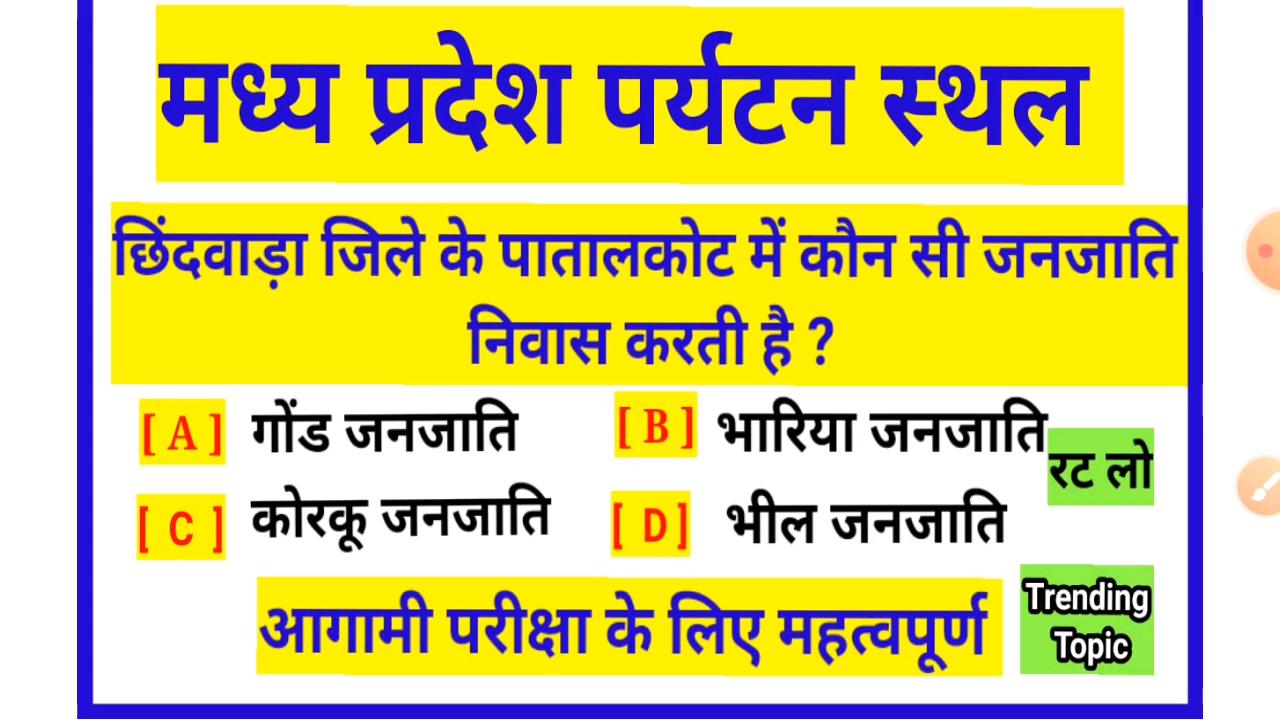 मध्य प्रदेश पर्यटन स्थल
छिंदवाड़ा जिले के पातालकोट में कौन सी जनजाति
निवास करती है ?
[ A ] गोंड जनजाति
[ B ] भारिया जनजाति
रट लो
[ C ] कोरकू जनजाति
[ D ] भील जनजाति
आगामी परीक्षा के लिए महत्वपूर्ण
Trending
Topic